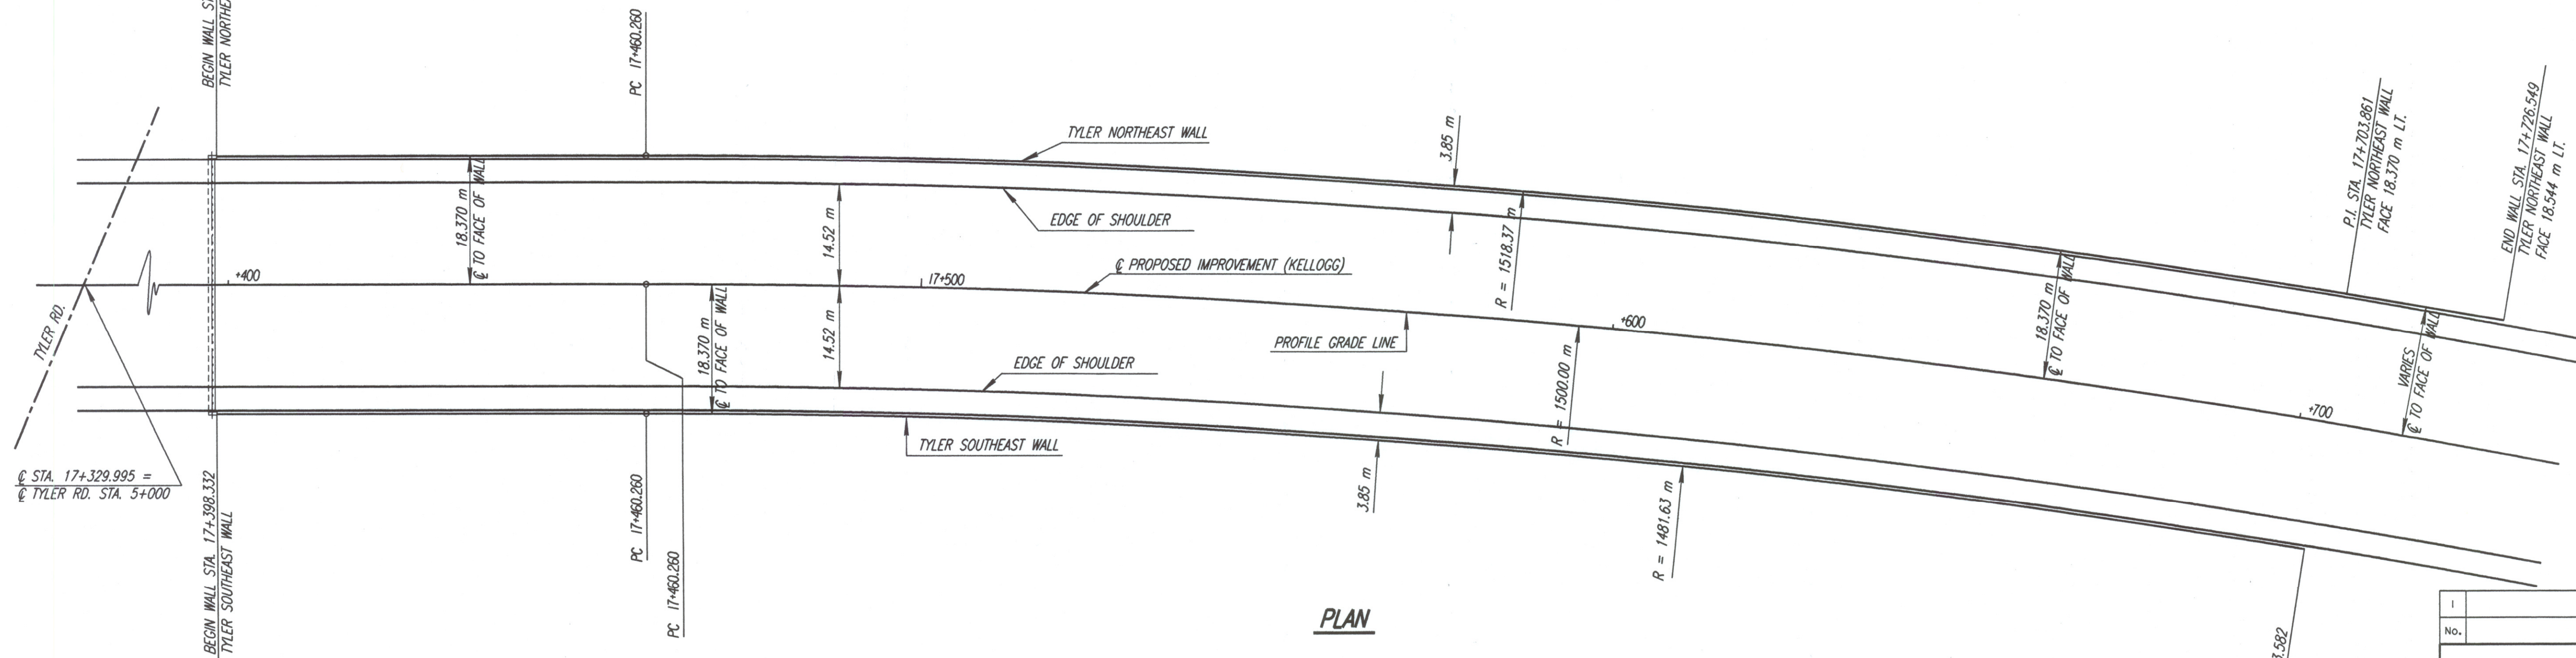 BEGIN WALL
TYLER
PC 17+460.260
TYLER NORTHEAST WALL
3.85 m
P.I. STA. 17+703.861
TYLER NORTHEAST WALL
FACE 18.370 m LT.
END WALL STA. 17+726.549
TYLER NORTHEAST WALL
FACE 18.544 m LT.
18.370 m
℄ TO FACE OF WALL
14.52 m
EDGE OF SHOULDER
R = 1518.37 m
℄ PROPOSED IMPROVEMENT (KELLOGG)
+400
17+500
+600
+700
TYLER RD.
18.370 m
℄ TO FACE OF WALL
14.52 m
PROFILE GRADE LINE
EDGE OF SHOULDER
R = 1500.00 m
18.370 m
℄ TO FACE OF WALL
VARIES
℄ TO FACE OF WALL
TYLER SOUTHEAST WALL
℄ STA. 17+329.995 =
℄ TYLER RD. STA. 5+000
BEGIN WALL STA. 17+398.332
TYLER SOUTHEAST WALL
PC 17+460.260
PC 17+460.260
3.85 m
R = 1481.63 m
PLAN
1
No.